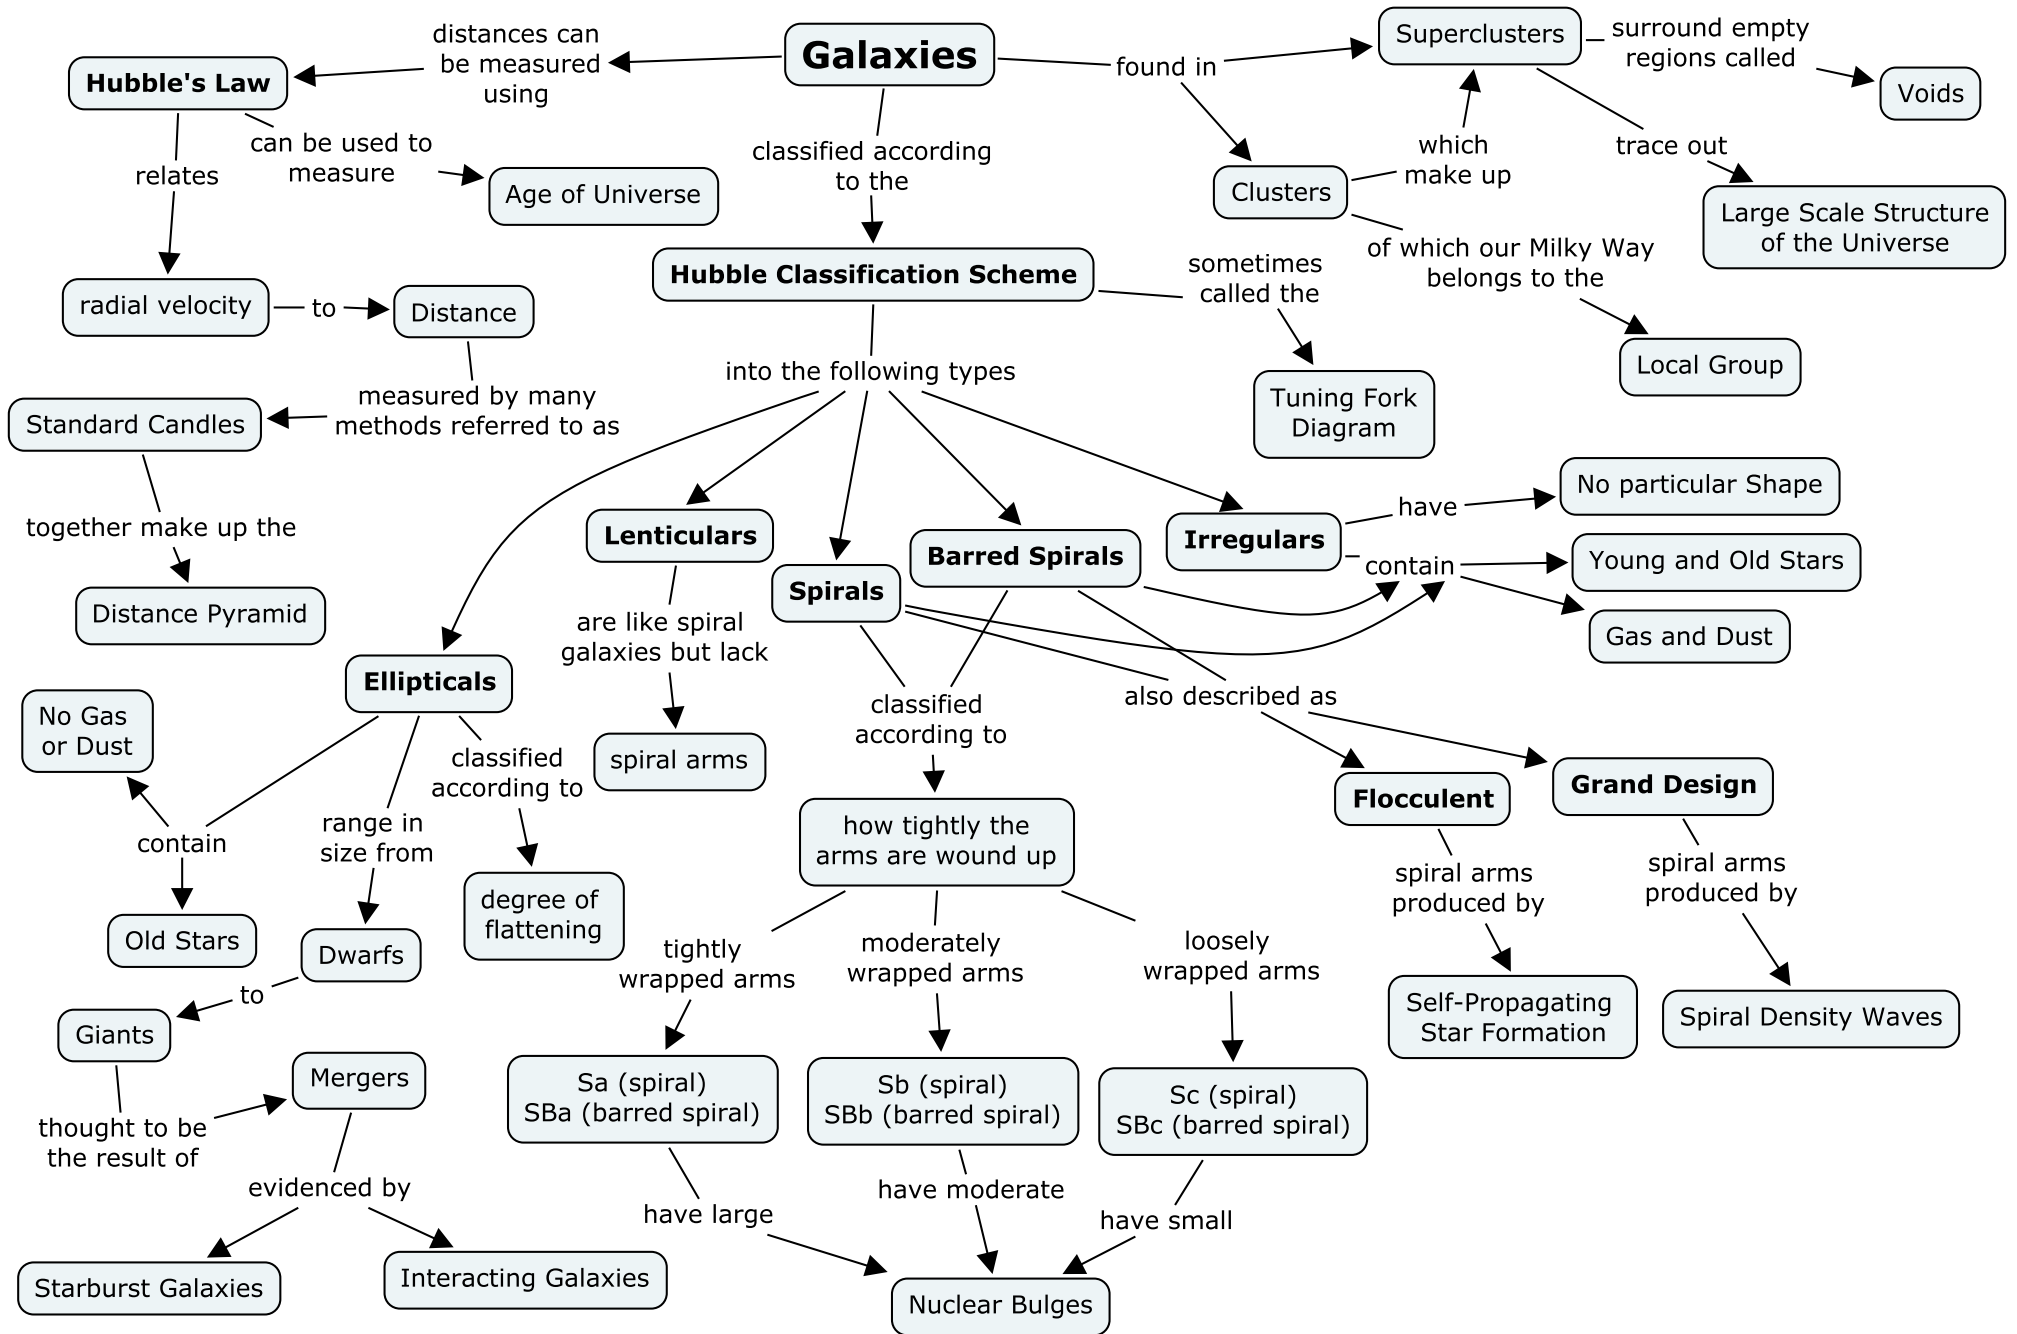 Galaxies
distances can
be measured
using
Hubble's Law
relates
can be used to
measure
Age of Universe
radial velocity
to
Distance
measured by many
methods referred to as
Standard Candles
together make up the
Distance Pyramid
found in
Superclusters
surround empty
regions called
Voids
trace out
Large Scale Structure
of the Universe
which
make up
Clusters
of which our Milky Way
belongs to the
Local Group
classified according
to the
Hubble Classification Scheme
sometimes
called the
Tuning Fork
Diagram
into the following types
Ellipticals
Lenticulars
Spirals
Barred Spirals
Irregulars
have
No particular Shape
contain
Young and Old Stars
Gas and Dust
are like spiral
galaxies but lack
spiral arms
No Gas
or Dust
contain
Old Stars
range in
size from
Dwarfs
to
Giants
thought to be
the result of
Mergers
evidenced by
Starburst Galaxies
Interacting Galaxies
classified
according to
degree of
flattening
classified
according to
how tightly the
arms are wound up
tightly
wrapped arms
moderately
wrapped arms
loosely
wrapped arms
Sa (spiral)
SBa (barred spiral)
Sb (spiral)
SBb (barred spiral)
Sc (spiral)
SBc (barred spiral)
have large
have moderate
have small
Nuclear Bulges
also described as
Flocculent
Grand Design
spiral arms
produced by
Self-Propagating
Star Formation
spiral arms
produced by
Spiral Density Waves